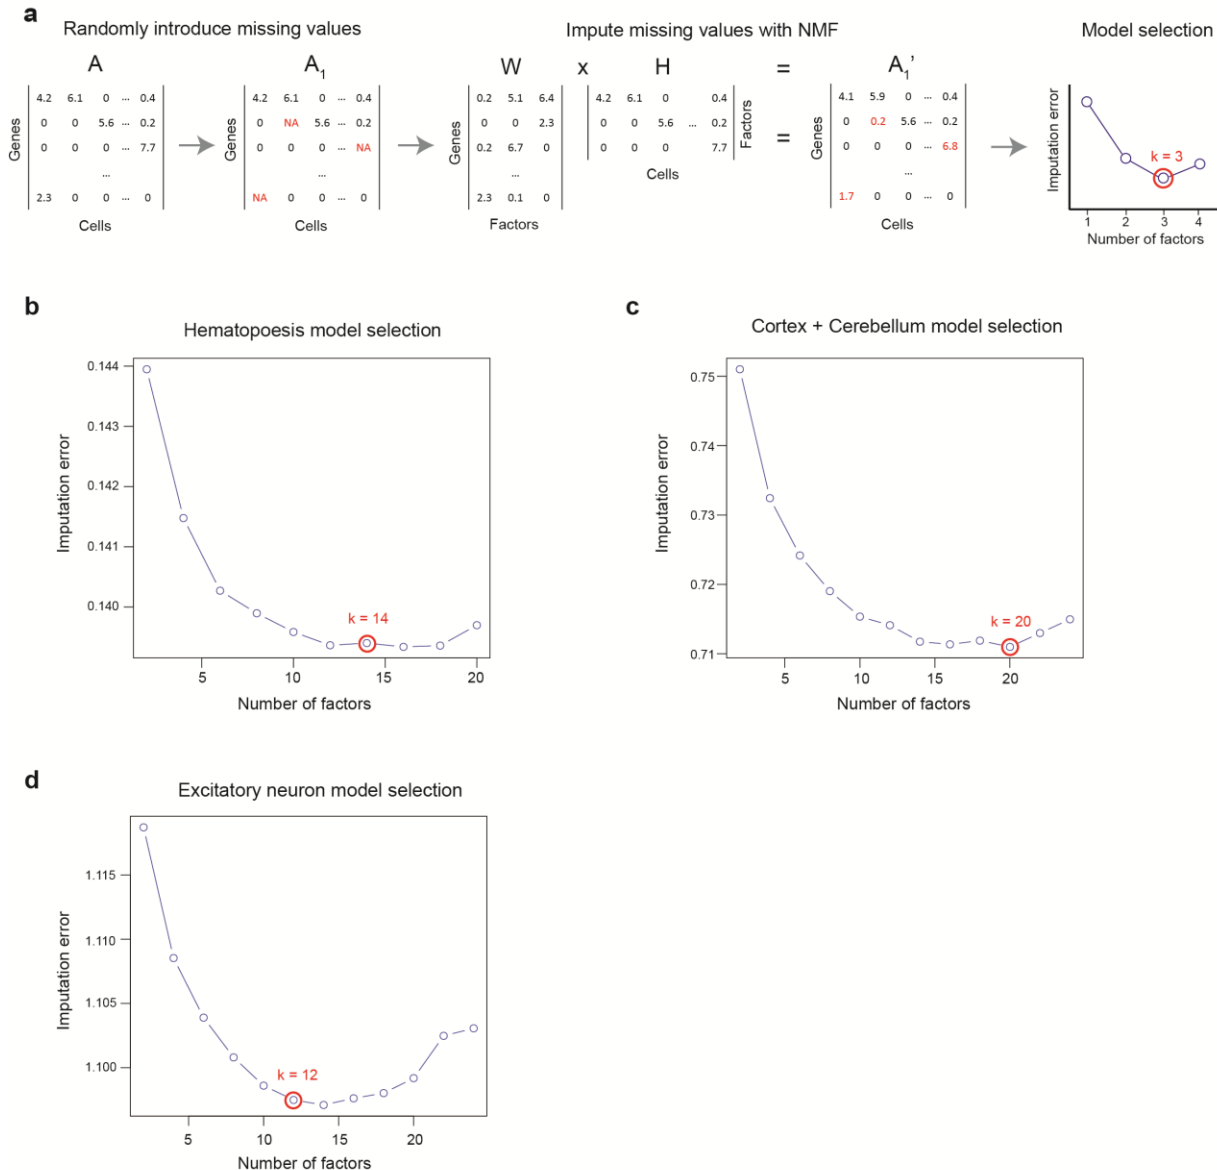 a
Randomly introduce missing values
Impute missing values with NMF
Model selection
A
A1
W x H = A1’
Genes
4.2 6.1 0 ... 0.4
0 0 5.6 ... 0.2
0 0 0 ... 7.7
...
2.3 0 0 ... 0
Cells
Genes
4.2 6.1 0 ... 0.4
0 NA 5.6 ... 0.2
0 0 0 ... NA
...
NA 0 0 ... 0
Cells
Genes
0.2 5.1 6.4
0 0 2.3
0.2 6.7 0
...
2.3 0.1 0
Factors
4.2 6.1 0 0.4
0 0 5.6 ... 0.2
0 0 0 7.7
Factors
Cells
=
Genes
4.1 5.9 0 ... 0.4
0 0.2 5.6 ... 0.2
0 0 0 ... 6.8
...
1.7 0 0 ... 0
Cells
Imputation error
k = 3
1 2 3 4
Number of factors
b
Hematopoesis model selection
Imputation error
0.144
0.143
0.142
0.141
0.140
k = 14
5 10 15 20
Number of factors
c
Cortex + Cerebellum model selection
Imputation error
0.75
0.74
0.73
0.72
0.71
k = 20
5 10 15 20
Number of factors
d
Excitatory neuron model selection
Imputation error
1.115
1.110
1.105
1.100
k = 12
5 10 15 20
Number of factors